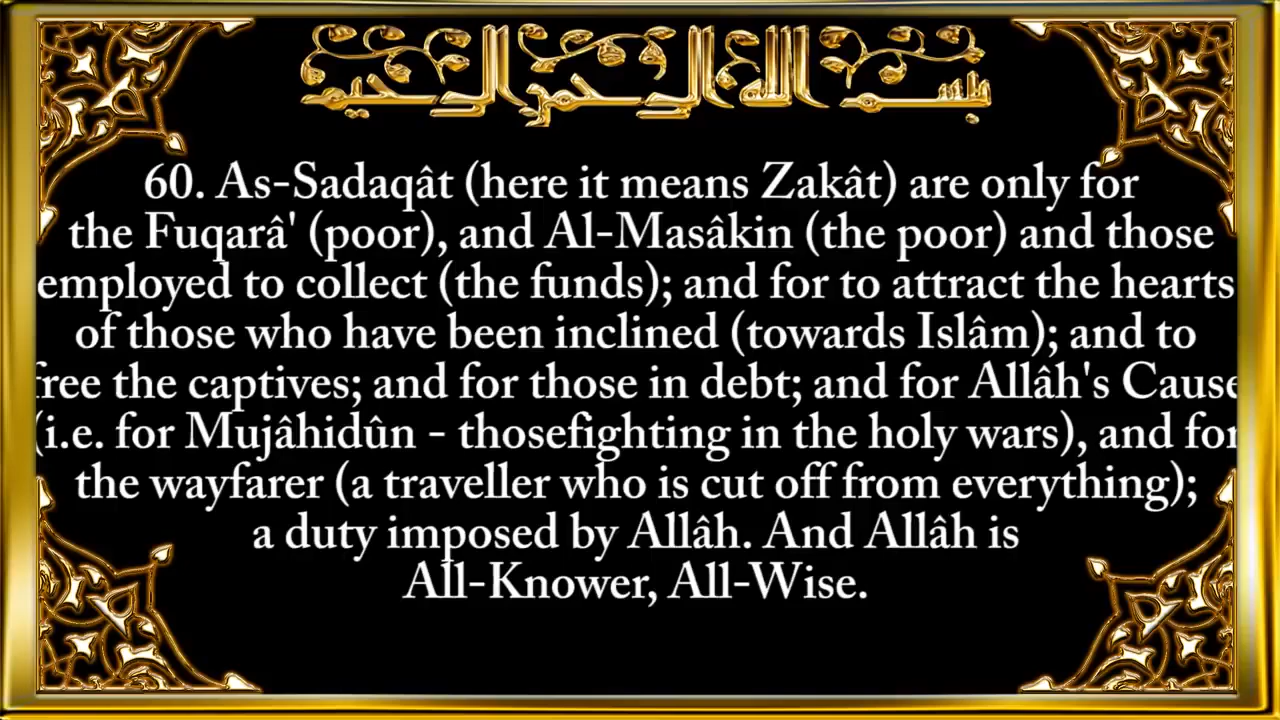 بسم الله الرحمن الرحيم
60. As-Sadaqât (here it means Zakât) are only for
the Fuqarâ' (poor), and Al-Masâkin (the poor) and those
employed to collect (the funds); and for to attract the hearts
of those who have been inclined (towards Islâm); and to
free the captives; and for those in debt; and for Allâh's Cause
(i.e. for Mujâhidûn - thosefighting in the holy wars), and for
the wayfarer (a traveller who is cut off from everything);
a duty imposed by Allâh. And Allâh is
All-Knower, All-Wise.